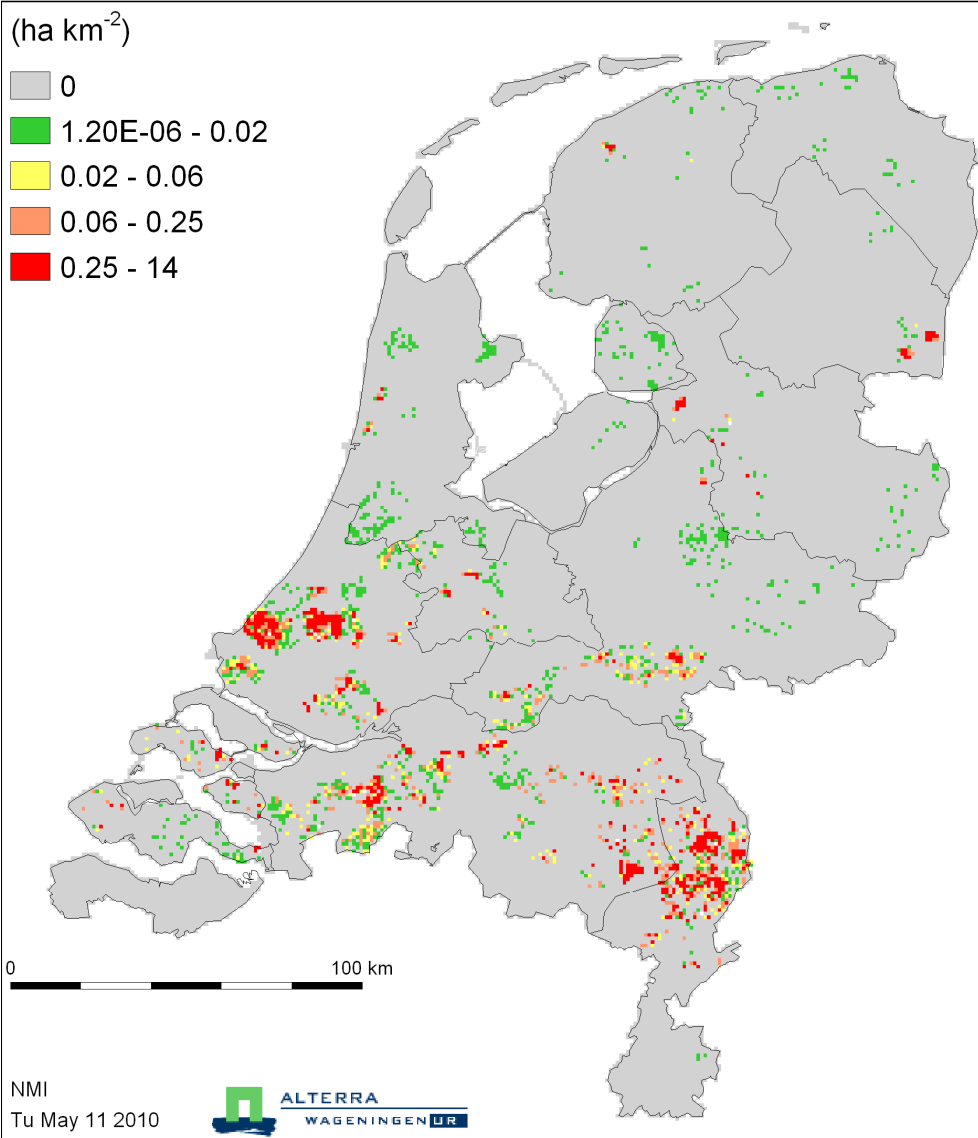 (ha km-2)
0
1.20E-06 - 0.02
0.02 - 0.06
0.06 - 0.25
0.25 - 14
0 100 km
NMI
Tu May 11 2010
ALTERRA
WAGENINGEN UR